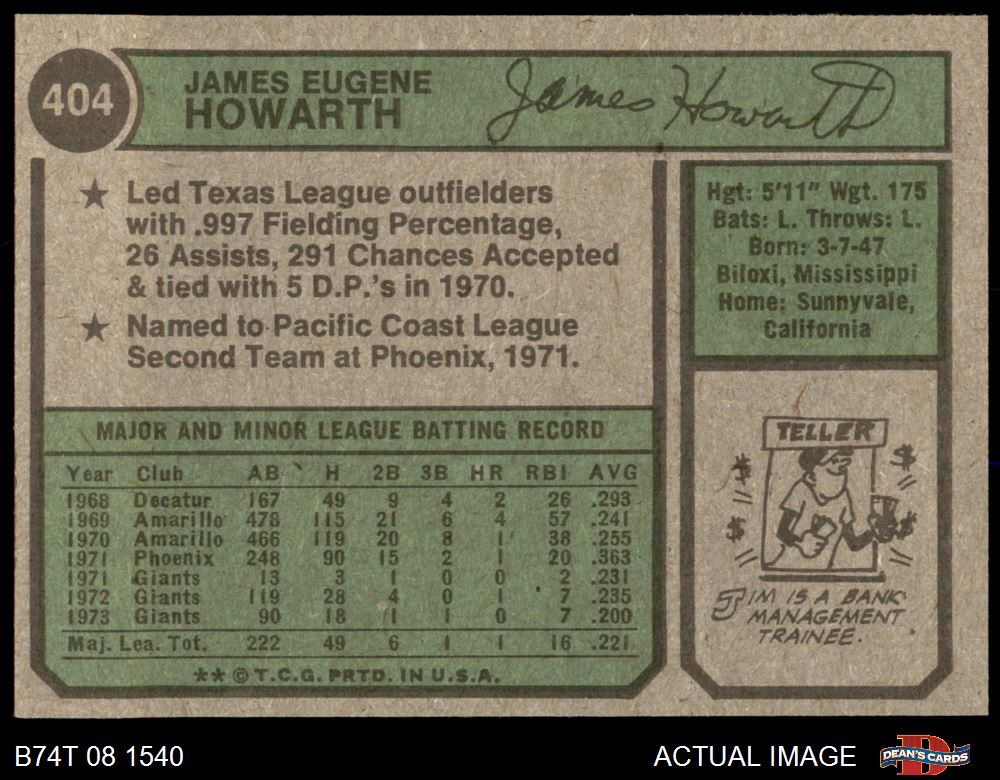 404
JAMES EUGENE
HOWARTH
James Howarth
★ Led Texas League outfielders
with .997 Fielding Percentage,
26 Assists, 291 Chances Accepted
& tied with 5 D.P.'s in 1970.
★ Named to Pacific Coast League
Second Team at Phoenix, 1971.
Hgt: 5'11" Wgt. 175
Bats: L. Throws: L.
Born: 3-7-47
Biloxi, Mississippi
Home: Sunnyvale,
California
MAJOR AND MINOR LEAGUE BATTING RECORD
Year Club AB H 2B 3B HR RBI AVG
1968 Decatur 167 49 9 4 2 26 .293
1969 Amarillo 478 115 21 6 4 57 .241
1970 Amarillo 466 119 20 8 1 38 .255
1971 Phoenix 248 90 15 2 1 20 .363
1971 Giants 13 3 1 0 0 2 .231
1972 Giants 119 28 4 0 1 7 .235
1973 Giants 90 18 1 1 0 7 .200
Maj. Lea. Tot. 222 49 6 1 1 16 .221
** © T.C.G. PRTD. IN U.S.A.
TELLER
$ $
$ $
JIM IS A BANK
MANAGEMENT
TRAINEE.
B74T 08 1540
ACTUAL IMAGE
DEAN'S CARDS